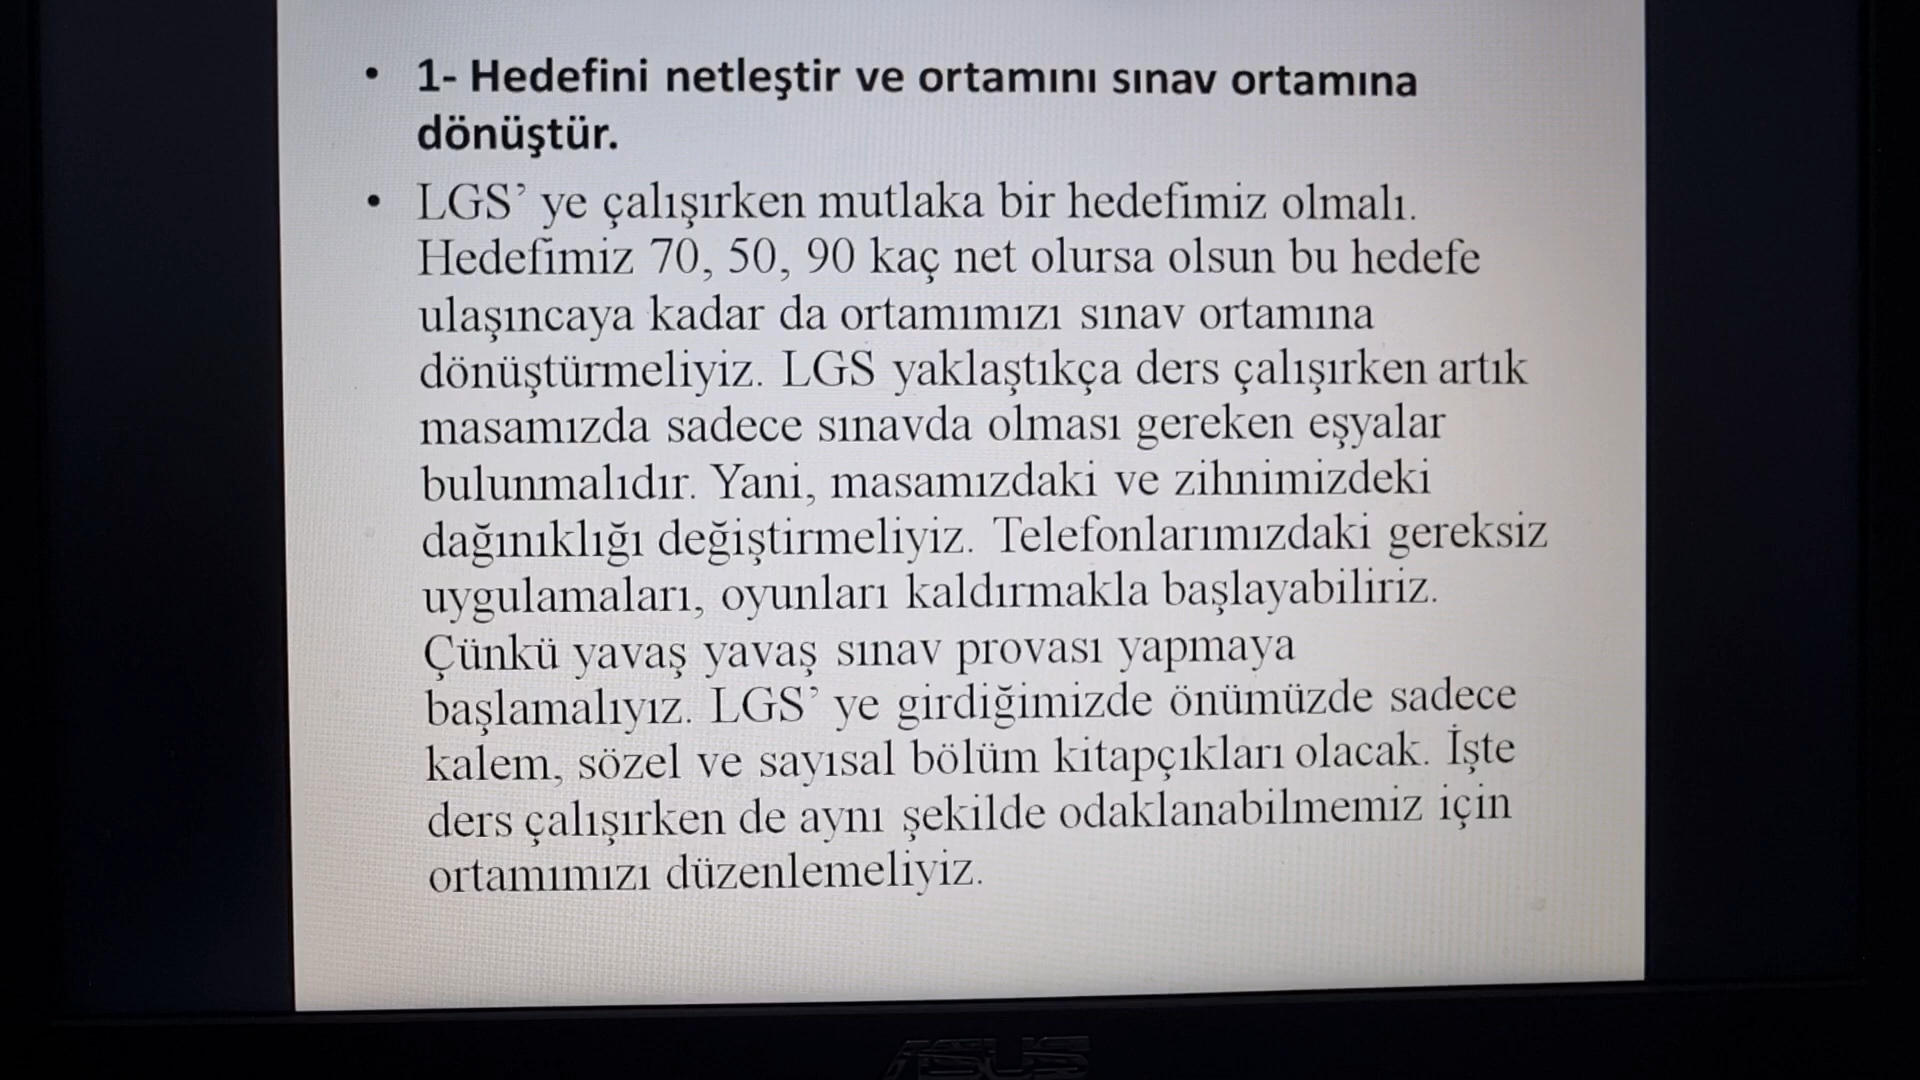 • 1- Hedefini netleştir ve ortamını sınav ortamına
dönüştür.
• LGS’ ye çalışırken mutlaka bir hedefimiz olmalı.
Hedefimiz 70, 50, 90 kaç net olursa olsun bu hedefe
ulaşıncaya kadar da ortamımızı sınav ortamına
dönüştürmeliyiz. LGS yaklaştıkça ders çalışırken artık
masamızda sadece sınavda olması gereken eşyalar
bulunmalıdır. Yani, masamızdaki ve zihnimizdeki
dağınıklığı değiştirmeliyiz. Telefonlarımızdaki gereksiz
uygulamaları, oyunları kaldırmakla başlayabiliriz.
Çünkü yavaş yavaş sınav provası yapmaya
başlamalıyız. LGS’ ye girdiğimizde önümüzde sadece
kalem, sözel ve sayısal bölüm kitapçıkları olacak. İşte
ders çalışırken de aynı şekilde odaklanabilmemiz için
ortamımızı düzenlemeliyiz.
ASUS